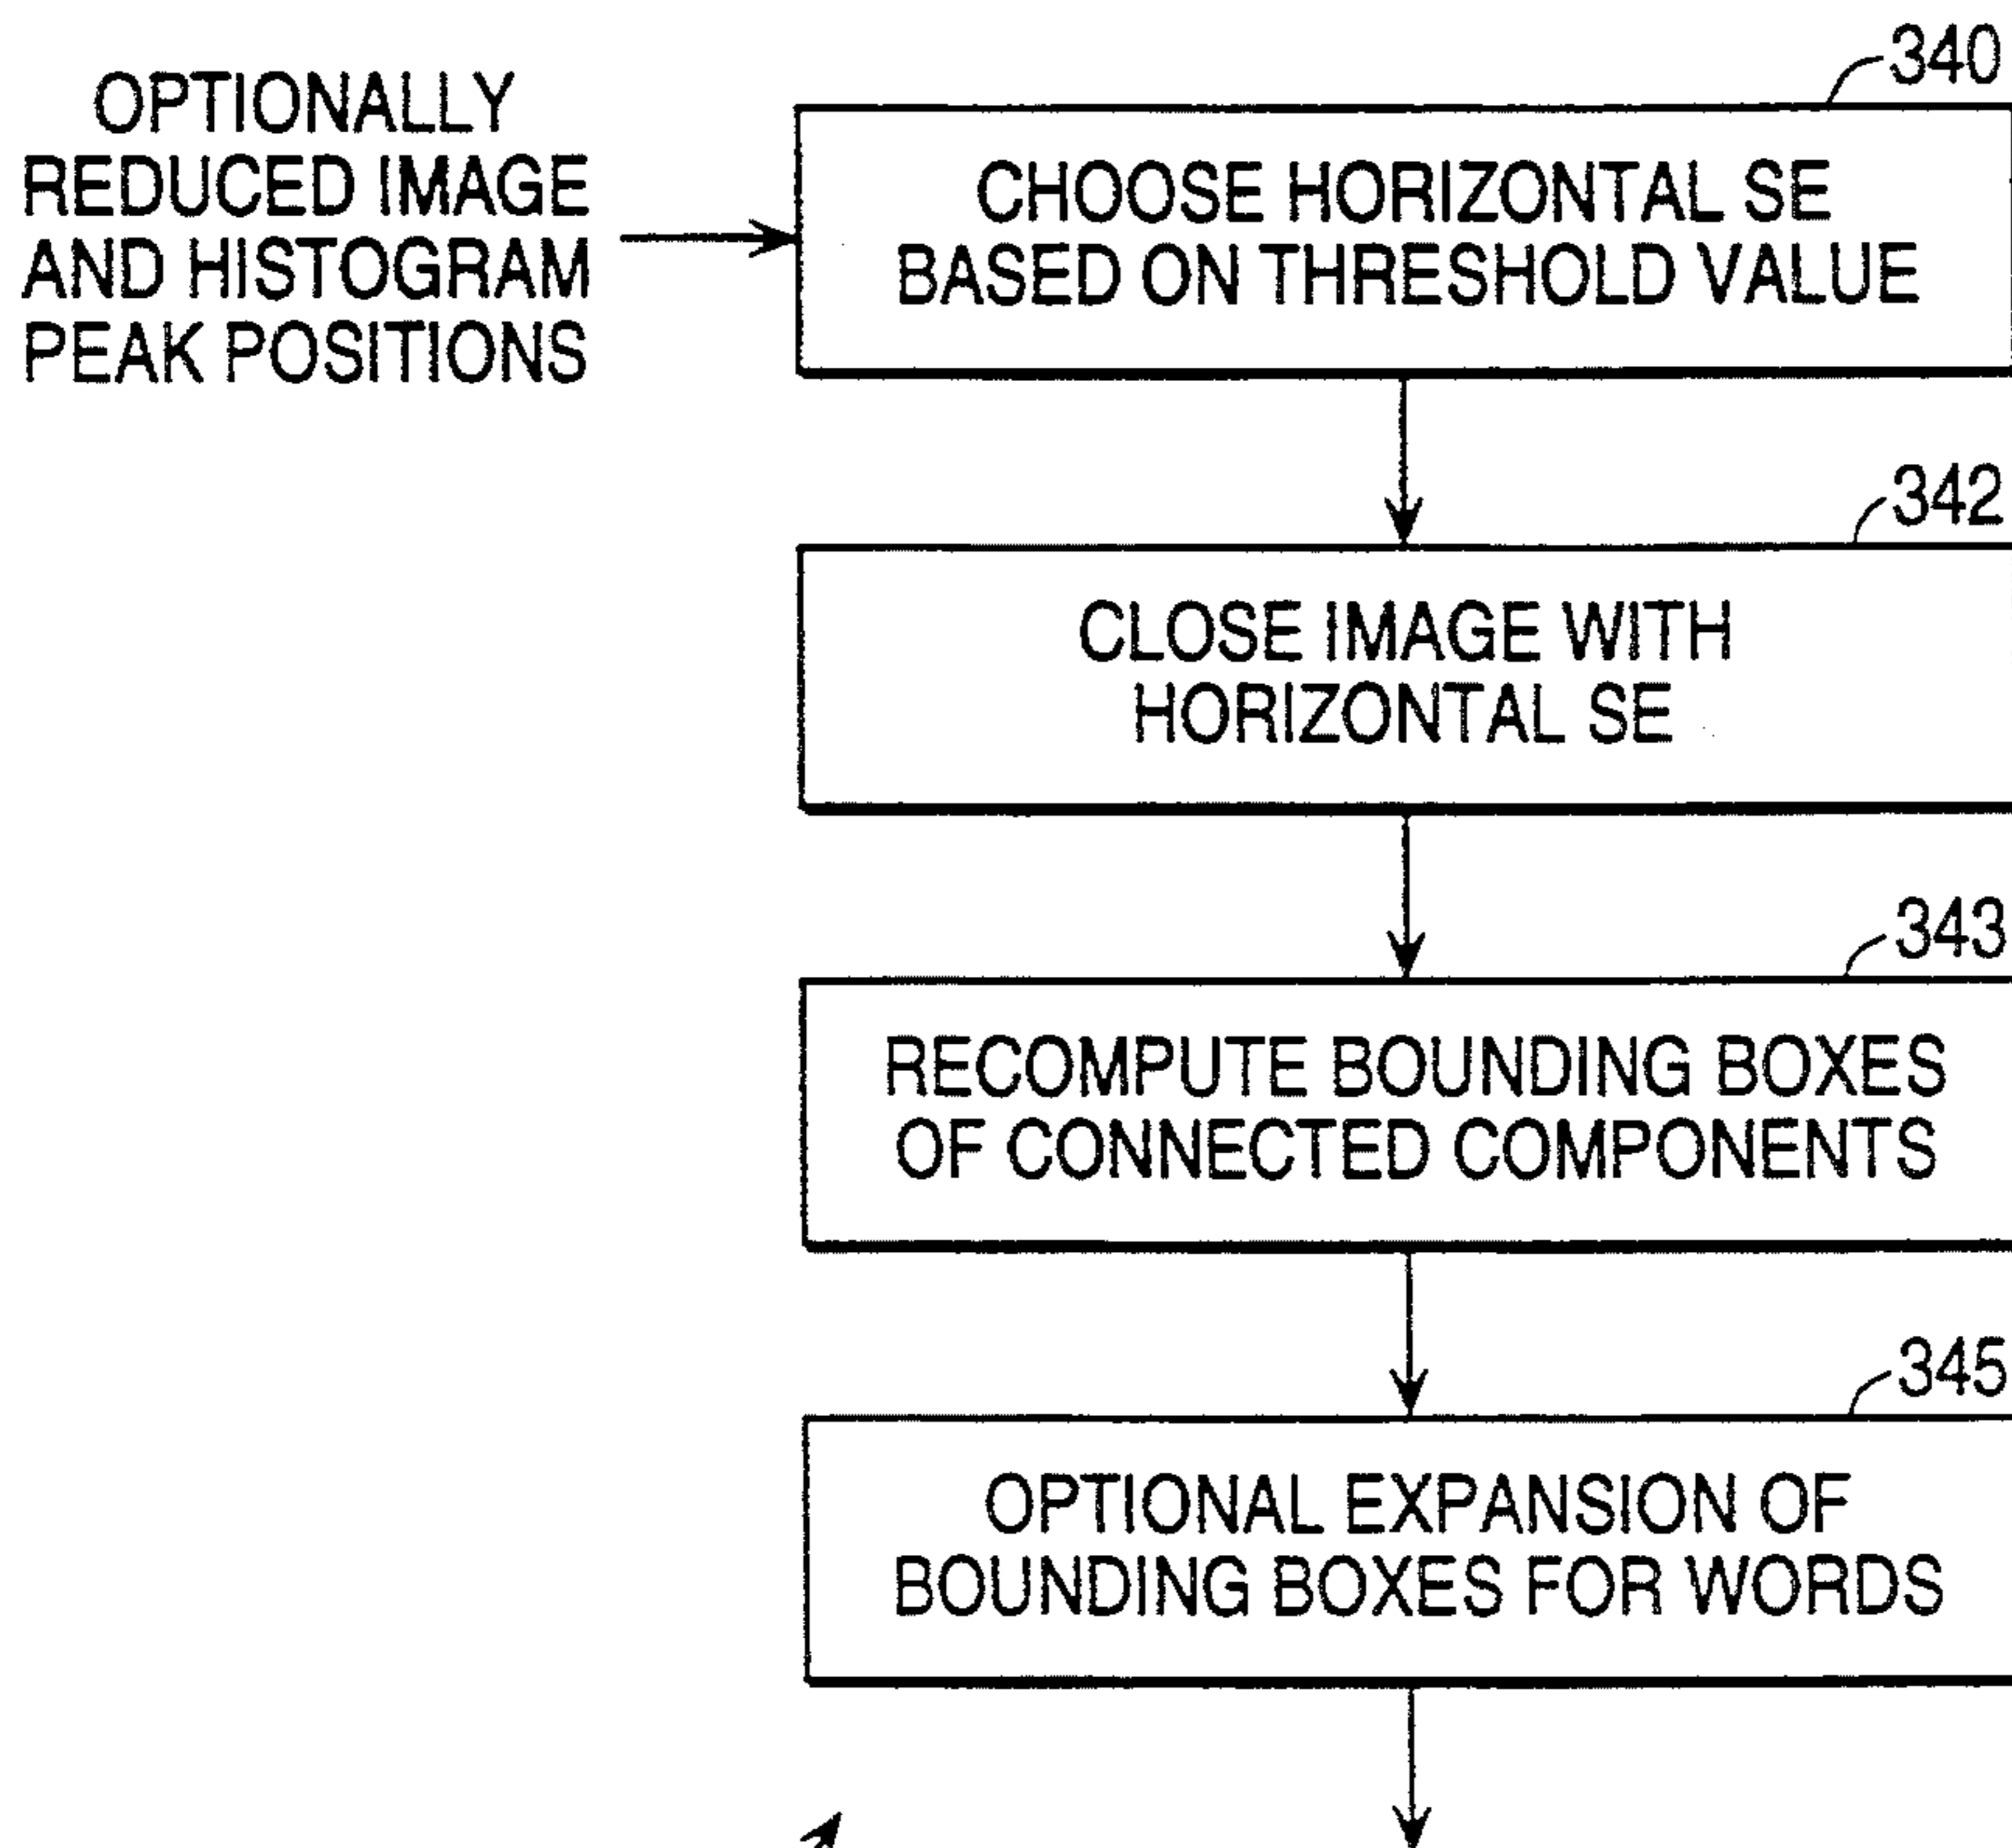 340
OPTIONALLY
REDUCED IMAGE
AND HISTOGRAM
PEAK POSITIONS
CHOOSE HORIZONTAL SE
BASED ON THRESHOLD VALUE
342
CLOSE IMAGE WITH
HORIZONTAL SE
343
RECOMPUTE BOUNDING BOXES
OF CONNECTED COMPONENTS
345
OPTIONAL EXPANSION OF
BOUNDING BOXES FOR WORDS